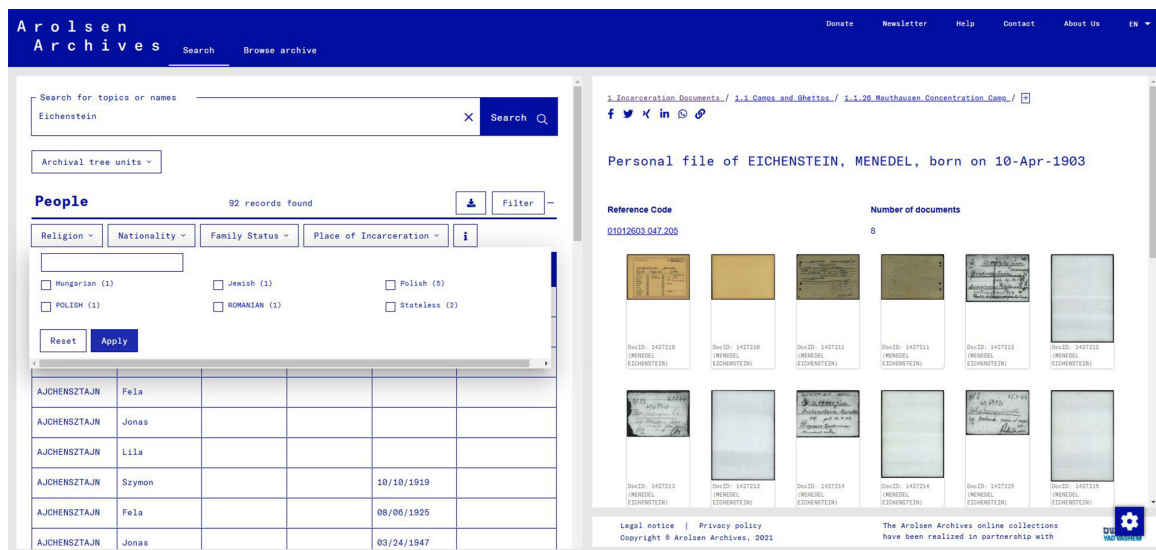 Arolsen
Archives
Search
Browse archive
Donate
Newsletter
Help
Contact
About Us
EN
Search for topics or names
Eichenstein
Search
Archival tree units
People
92 records found
Filter
Religion
Nationality
Family Status
Place of Incarceration
Hungarian (1)
Jewish (1)
Polish (5)
POLISH (1)
ROMANIAN (1)
Stateless (2)
Reset
Apply
AJCHENSZTAJN Fela
AJCHENSZTAJN Jonas
AJCHENSZTAJN Lila
AJCHENSZTAJN Szymon 10/10/1919
AJCHENSZTAJN Fela 08/06/1925
AJCHENSZTAJN Jonas 03/24/1947
1 Incarceration Documents / 1.1 Camps and Ghettos / 1.1.26 Mauthausen Concentration Camp /
Personal file of EICHENSTEIN, MENEDEL, born on 10-Apr-1903
Reference Code
01012603 047.205
Number of documents
8
DocID: 1427210
(MENEDEL
EICHENSTEIN)
DocID: 1427210
(MENEDEL
EICHENSTEIN)
DocID: 1427211
(MENEDEL
EICHENSTEIN)
DocID: 1427211
(MENEDEL
EICHENSTEIN)
DocID: 1427212
(MENEDEL
EICHENSTEIN)
DocID: 1427212
(MENEDEL
EICHENSTEIN)
DocID: 1427213
(MENEDEL
EICHENSTEIN)
DocID: 1427213
(MENEDEL
EICHENSTEIN)
DocID: 1427214
(MENEDEL
EICHENSTEIN)
DocID: 1427214
(MENEDEL
EICHENSTEIN)
DocID: 1427215
(MENEDEL
EICHENSTEIN)
DocID: 1427215
(MENEDEL
EICHENSTEIN)
Legal notice | Privacy policy
Copyright © Arolsen Archives, 2021
The Arolsen Archives online collections
have been realized in partnership with
YAD VASHEM